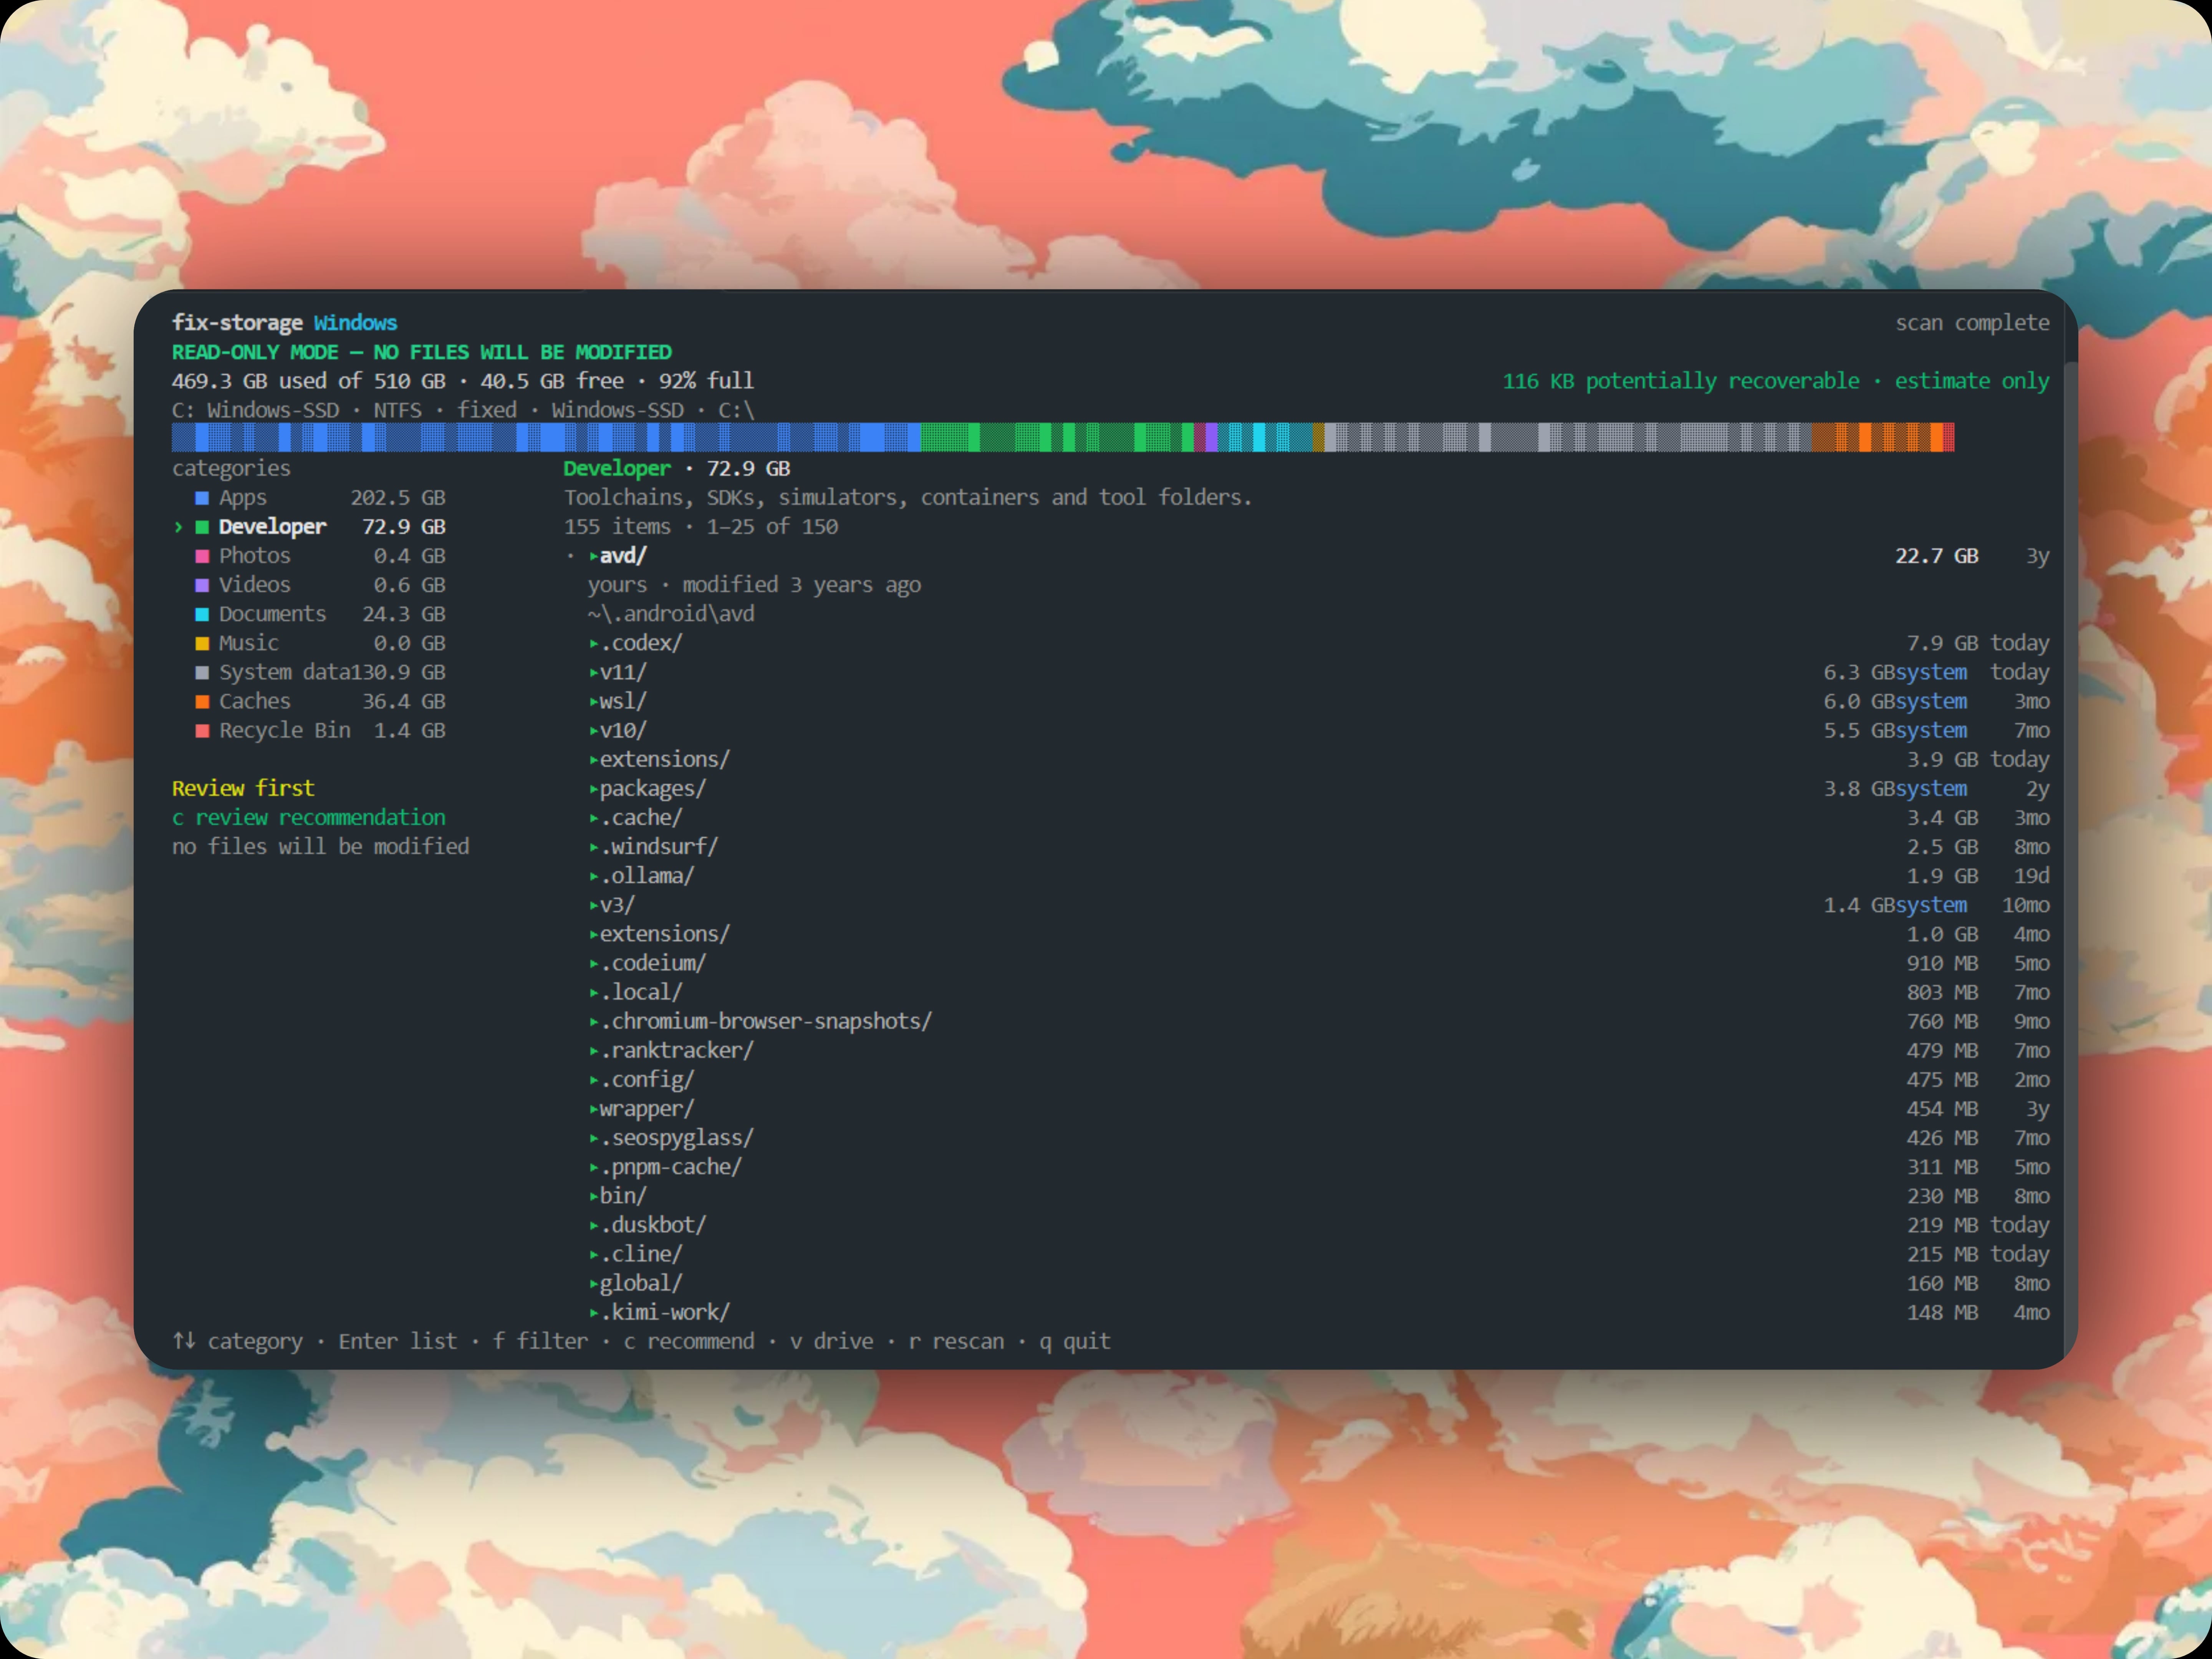 fix-storage Windows scan complete
READ-ONLY MODE — NO FILES WILL BE MODIFIED
469.3 GB used of 510 GB · 40.5 GB free · 92% full 116 KB potentially recoverable · estimate only
C: Windows-SSD · NTFS · fixed · Windows-SSD · C:\
categories
Apps 202.5 GB
› Developer 72.9 GB
Photos 0.4 GB
Videos 0.6 GB
Documents 24.3 GB
Music 0.0 GB
System data130.9 GB
Caches 36.4 GB
Recycle Bin 1.4 GB
Review first
c review recommendation
no files will be modified
Developer · 72.9 GB
Toolchains, SDKs, simulators, containers and tool folders.
155 items · 1–25 of 150
· ▸avd/ 22.7 GB 3y
yours · modified 3 years ago
~\.android\avd
▸.codex/ 7.9 GB today
▸v11/ 6.3 GBsystem today
▸wsl/ 6.0 GBsystem 3mo
▸v10/ 5.5 GBsystem 7mo
▸extensions/ 3.9 GB today
▸packages/ 3.8 GBsystem 2y
▸.cache/ 3.4 GB 3mo
▸.windsurf/ 2.5 GB 8mo
▸.ollama/ 1.9 GB 19d
▸v3/ 1.4 GBsystem 10mo
▸extensions/ 1.0 GB 4mo
▸.codeium/ 910 MB 5mo
▸.local/ 803 MB 7mo
▸.chromium-browser-snapshots/ 760 MB 9mo
▸.ranktracker/ 479 MB 7mo
▸.config/ 475 MB 2mo
▸wrapper/ 454 MB 3y
▸.seospyglass/ 426 MB 7mo
▸.pnpm-cache/ 311 MB 5mo
▸bin/ 230 MB 8mo
▸.duskbot/ 219 MB today
▸.cline/ 215 MB today
▸global/ 160 MB 8mo
▸.kimi-work/ 148 MB 4mo
↑↓ category · Enter list · f filter · c recommend · v drive · r rescan · q quit